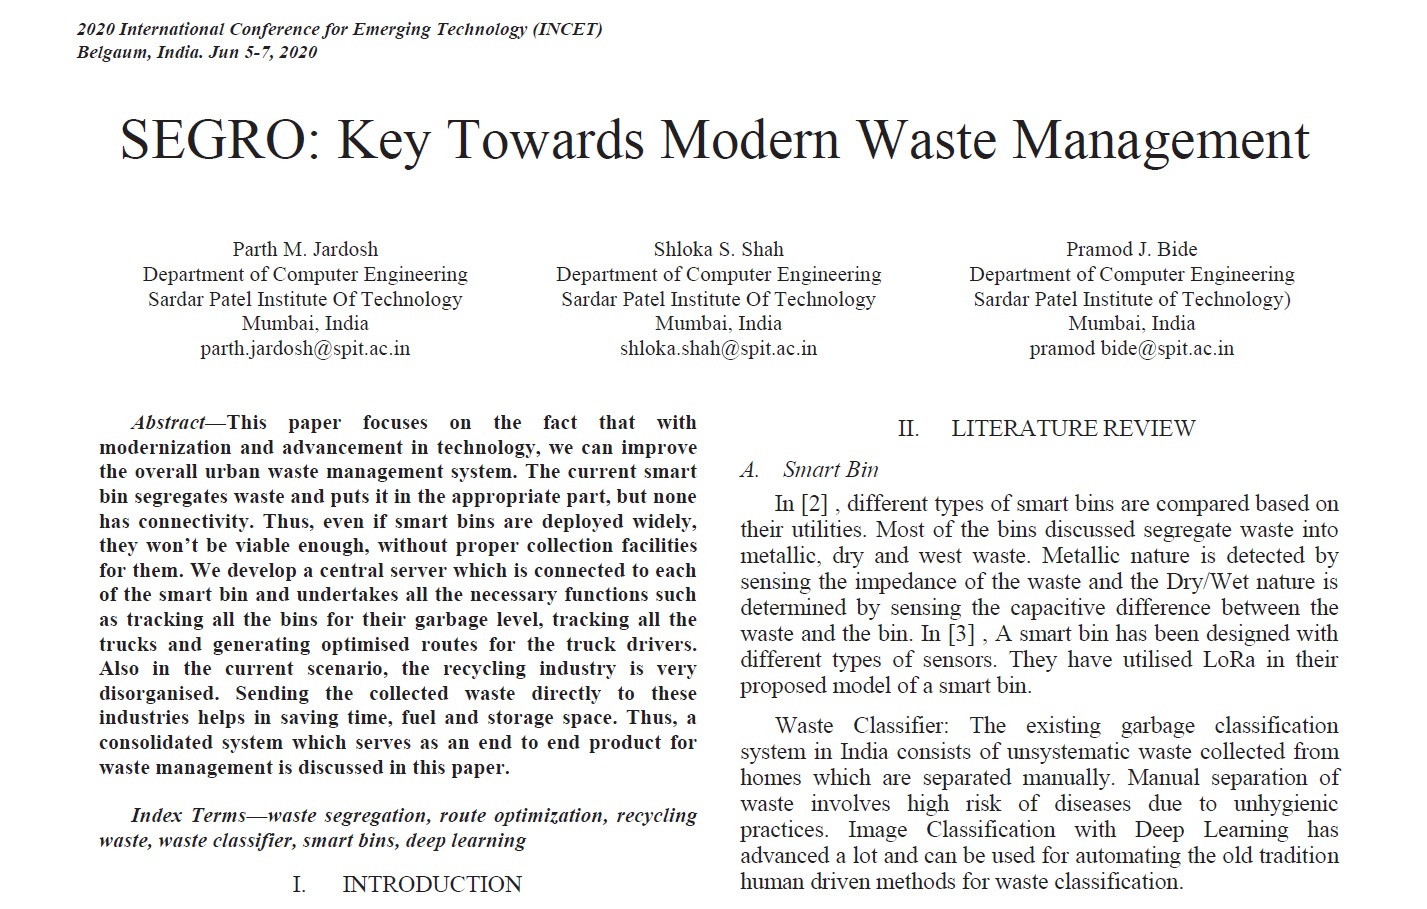 2020 International Conference for Emerging Technology (INCET)
Belgaum, India. Jun 5-7, 2020
SEGRO: Key Towards Modern Waste Management
Parth M. Jardosh
Department of Computer Engineering
Sardar Patel Institute Of Technology
Mumbai, India
parth.jardosh@spit.ac.in
Shloka S. Shah
Department of Computer Engineering
Sardar Patel Institute Of Technology
Mumbai, India
shloka.shah@spit.ac.in
Pramod J. Bide
Department of Computer Engineering
Sardar Patel Institute of Technology)
Mumbai, India
pramod bide@spit.ac.in
Abstract—This paper focuses on the fact that with
modernization and advancement in technology, we can improve
the overall urban waste management system. The current smart
bin segregates waste and puts it in the appropriate part, but none
has connectivity. Thus, even if smart bins are deployed widely,
they won't be viable enough, without proper collection facilities
for them. We develop a central server which is connected to each
of the smart bin and undertakes all the necessary functions such
as tracking all the bins for their garbage level, tracking all the
trucks and generating optimised routes for the truck drivers.
Also in the current scenario, the recycling industry is very
disorganised. Sending the collected waste directly to these
industries helps in saving time, fuel and storage space. Thus, a
consolidated system which serves as an end to end product for
waste management is discussed in this paper.
Index Terms—waste segregation, route optimization, recycling
waste, waste classifier, smart bins, deep learning
I. INTRODUCTION
II. LITERATURE REVIEW
A. Smart Bin
In [2] , different types of smart bins are compared based on
their utilities. Most of the bins discussed segregate waste into
metallic, dry and west waste. Metallic nature is detected by
sensing the impedance of the waste and the Dry/Wet nature is
determined by sensing the capacitive difference between the
waste and the bin. In [3] , A smart bin has been designed with
different types of sensors. They have utilised LoRa in their
proposed model of a smart bin.
Waste Classifier: The existing garbage classification
system in India consists of unsystematic waste collected from
homes which are separated manually. Manual separation of
waste involves high risk of diseases due to unhygienic
practices. Image Classification with Deep Learning has
advanced a lot and can be used for automating the old tradition
human driven methods for waste classification.